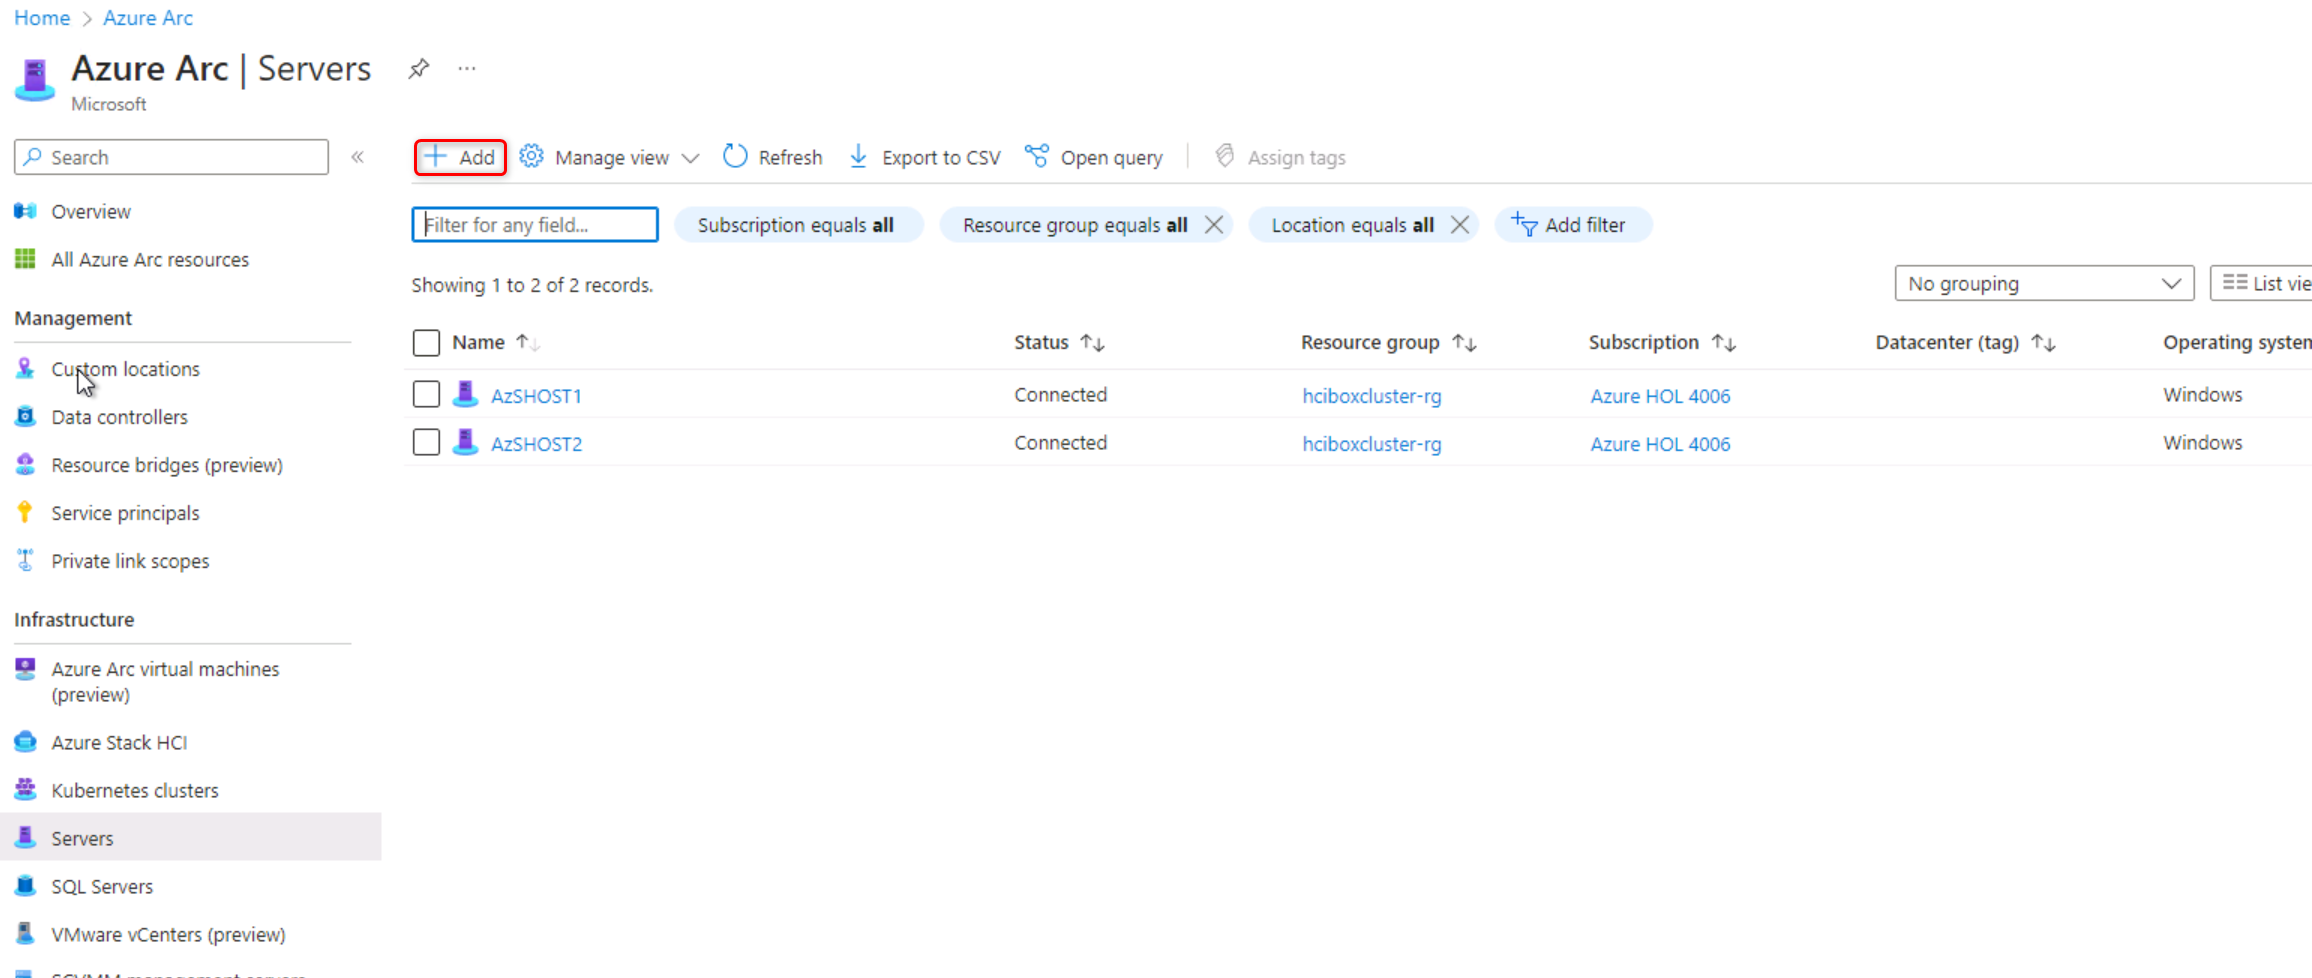 Home > Azure Arc
Azure Arc | Servers ...
Microsoft
Search «
Add Manage view Refresh Export to CSV Open query Assign tags
Overview
All Azure Arc resources
Management
Custom locations
Data controllers
Resource bridges (preview)
Service principals
Private link scopes
Infrastructure
Azure Arc virtual machines
(preview)
Azure Stack HCI
Kubernetes clusters
Servers
SQL Servers
VMware vCenters (preview)
Filter for any field... Subscription equals all Resource group equals all Location equals all Add filter
Showing 1 to 2 of 2 records. No grouping List vie
Name Status Resource group Subscription Datacenter (tag) Operating system
AzSHOST1 Connected hciboxcluster-rg Azure HOL 4006 Windows
AzSHOST2 Connected hciboxcluster-rg Azure HOL 4006 Windows